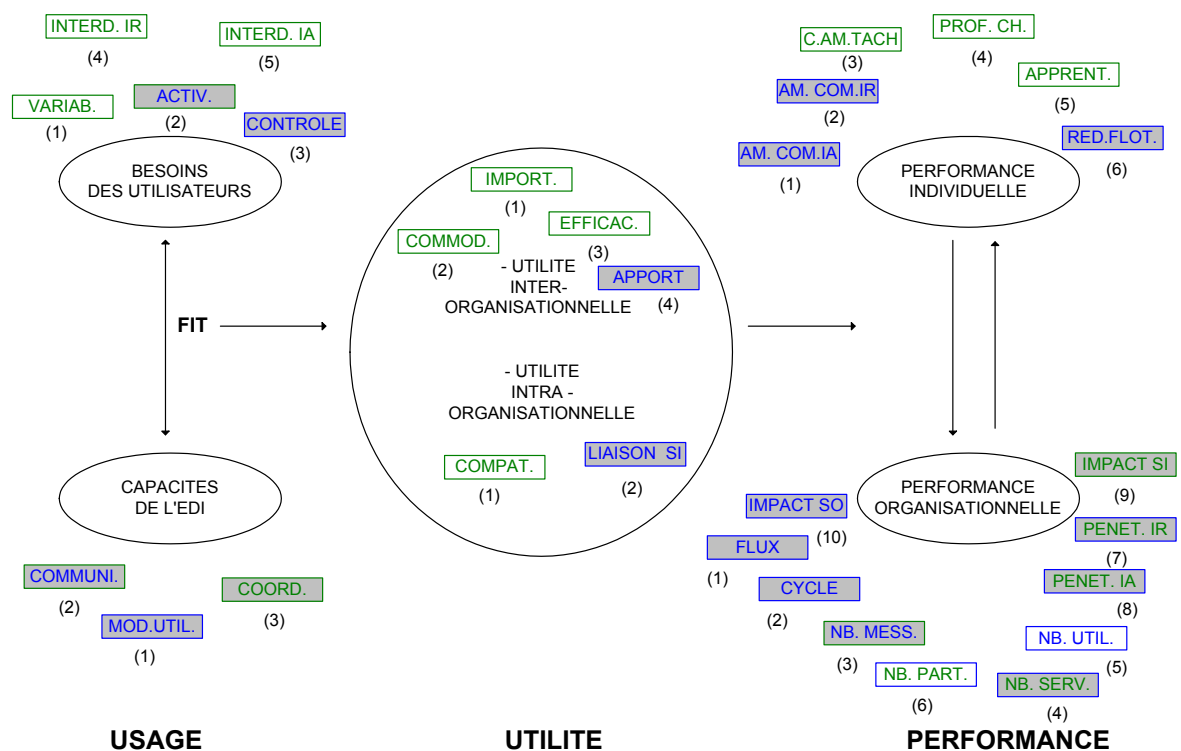 INTERD. IR
(4)
INTERD. IA
(5)
VARIAB.
(1)
ACTIV.
(2)
CONTROLE
(3)
BESOINS
DES UTILISATEURS
FIT
CAPACITES
DE L'EDI
COMMUNI.
(2)
MOD.UTIL.
(1)
COORD.
(3)
USAGE
IMPORT.
(1)
EFFICAC.
(3)
COMMOD.
(2)
APPORT
(4)
- UTILITE
INTER-
ORGANISATIONNELLE
- UTILITE
INTRA -
ORGANISATIONNELLE
COMPAT.
(1)
LIAISON SI
(2)
UTILITE
PROF. CH.
(4)
C.AM.TACH
(3)
APPRENT.
(5)
AM. COM.IR
(2)
RED.FLOT.
(6)
AM. COM.IA
(1)
PERFORMANCE
INDIVIDUELLE
PERFORMANCE
ORGANISATIONNELLE
IMPACT SI
(9)
IMPACT SO
(10)
PENET. IR
(7)
FLUX
(1)
PENET. IA
(8)
CYCLE
(2)
NB. MESS.
(3)
NB. UTIL.
(5)
NB. PART.
(6)
NB. SERV.
(4)
PERFORMANCE